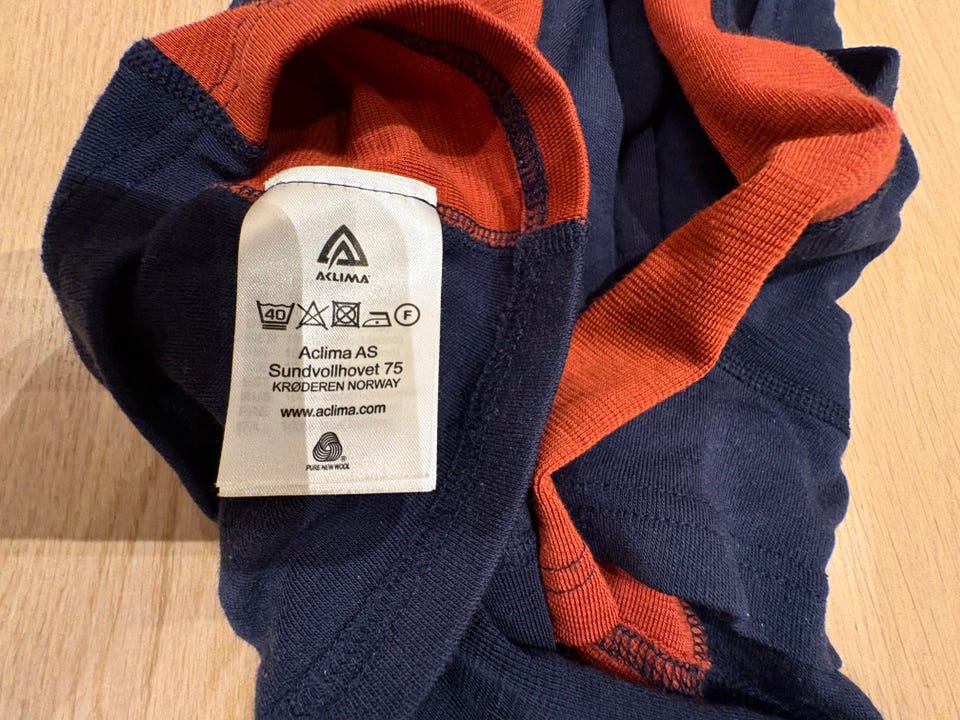 ACLIMA
40 F
Aclima AS
Sundvollhovet 75
KRØDEREN NORWAY
www.aclima.com
®
PURE NEW WOOL